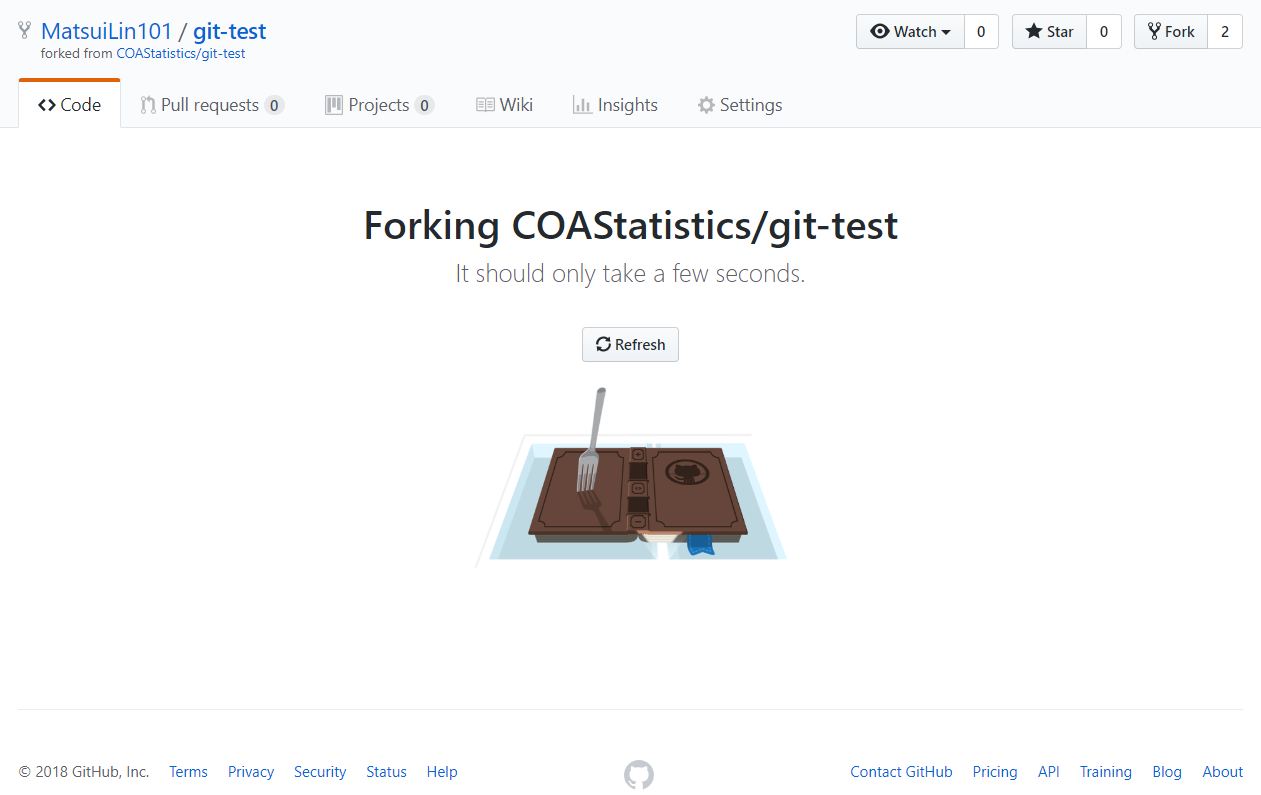 MatsuiLin101 / git-test
forked from COAStatistics/git-test
Watch 0
Star 0
Fork 2
Code
Pull requests 0
Projects 0
Wiki
Insights
Settings
Forking COAStatistics/git-test
It should only take a few seconds.
Refresh
© 2018 GitHub, Inc. Terms Privacy Security Status Help
Contact GitHub Pricing API Training Blog About